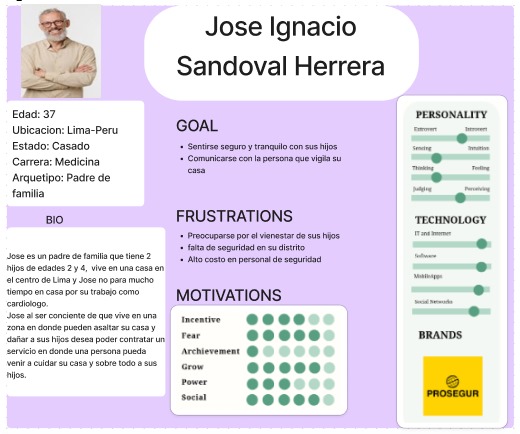 Jose Ignacio
Sandoval Herrera
Edad: 37
Ubicacion: Lima-Peru
Estado: Casado
Carrera: Medicina
Arquetipo: Padre de
familia
BIO
Jose es un padre de familia que tiene 2
hijos de edades 2 y 4, vive en una casa en
el centro de Lima y Jose no para mucho
tiempo en casa por su trabajo como
cardiologo.
Jose al ser conciente de que vive en una
zona en donde pueden asaltar su casa y
dañar a sus hijos desea poder contratar un
servicio en donde una persona pueda
venir a cuidar su casa y sobre todo a sus
hijos.
GOAL
• Sentirse seguro y tranquilo con sus hijos
• Comunicarse con la persona que vigila su
casa
FRUSTRATIONS
• Preocuparse por el vienestar de sus hijos
• falta de seguridad en su distrito
• Alto costo en personal de seguridad
MOTIVATIONS
Incentive
Fear
Archievement
Grow
Power
Social
PERSONALITY
Extrovert Introvert
Sensing Intuition
Thinking Feeling
Judging Perceiving
TECHNOLOGY
IT and Internet
Software
MobileApps
Social Networks
BRANDS
PROSEGUR